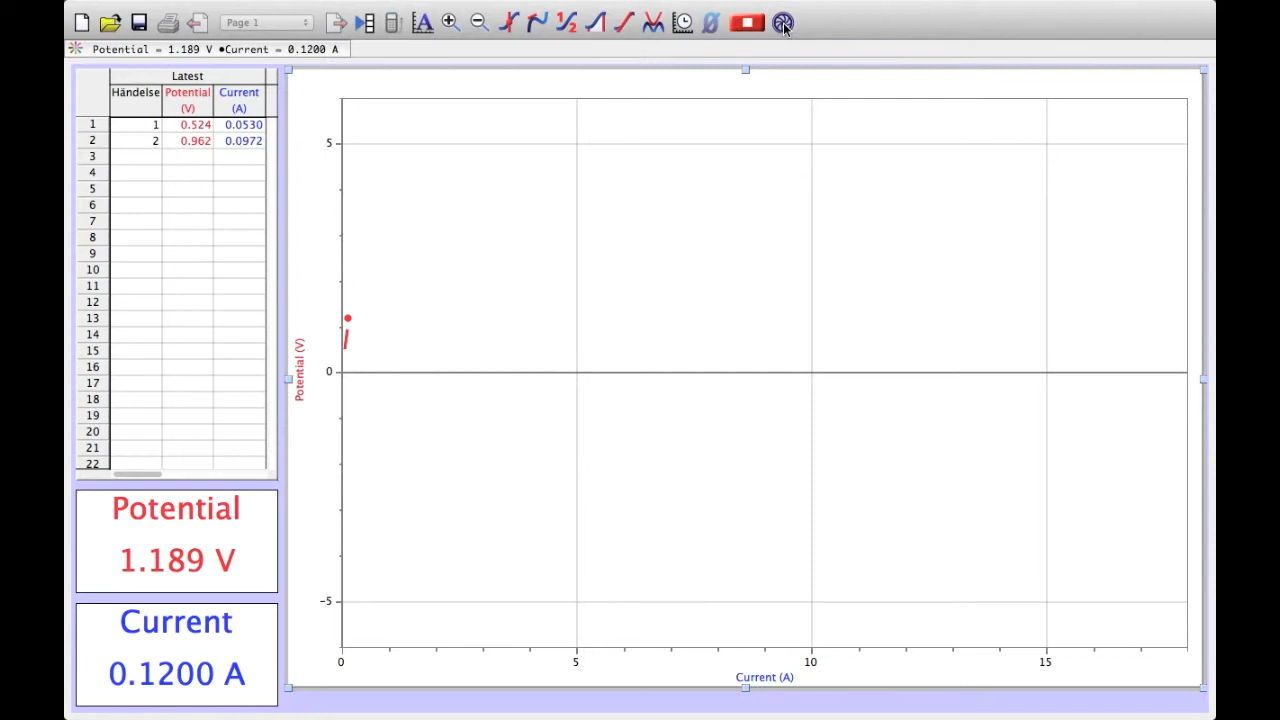 Page 1
A
1/2
Potential = 1.189 V •Current = 0.1200 A
Latest
Händelse Potential Current
(V) (A)
1 1 0.524 0.0530
2 2 0.962 0.0972
3
4
5
6
7
8
9
10
11
12
13
14
15
16
17
18
19
20
21
22
Potential
1.189 V
Current
0.1200 A
Potential (V)
5
0
-5
0 5 10 15
Current (A)